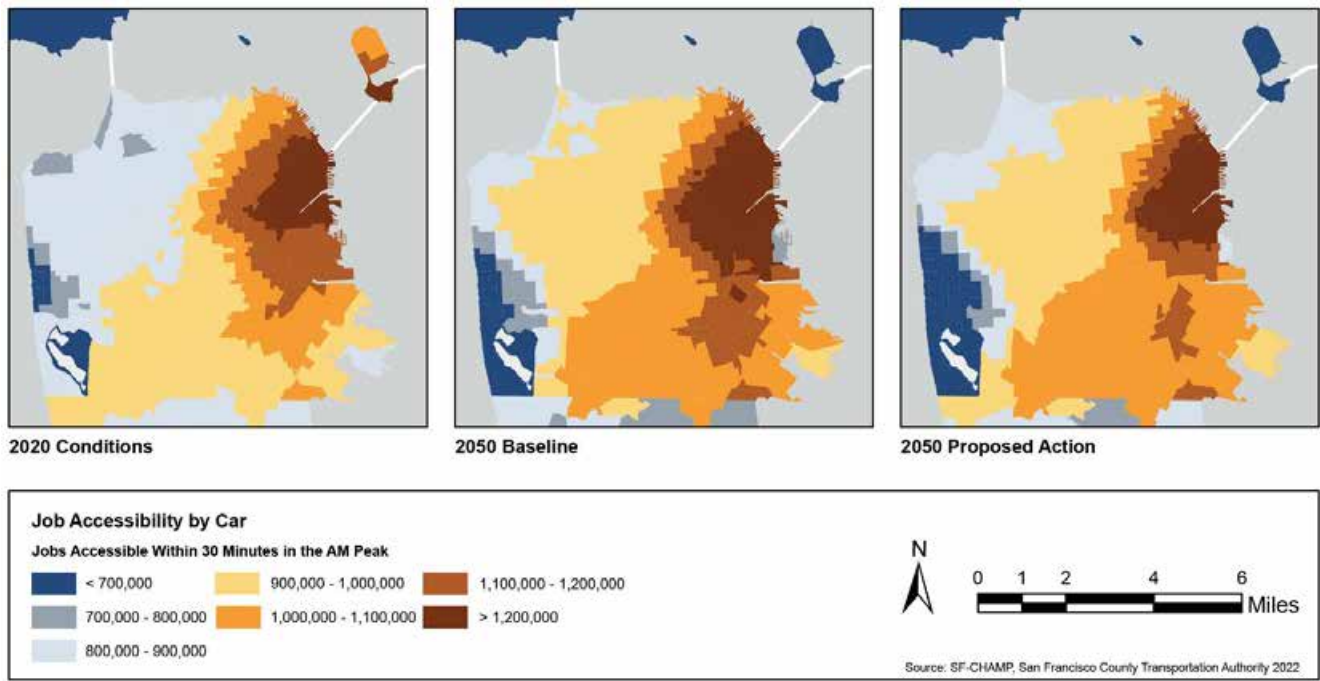 2020 Conditions
2050 Baseline
2050 Proposed Action
Job Accessibility by Car
Jobs Accessible Within 30 Minutes in the AM Peak
< 700,000
900,000 - 1,000,000
1,100,000 - 1,200,000
700,000 - 800,000
1,000,000 - 1,100,000
> 1,200,000
800,000 - 900,000
N
0 1 2 4 6
Miles
Source: SF-CHAMP, San Francisco County Transportation Authority 2022